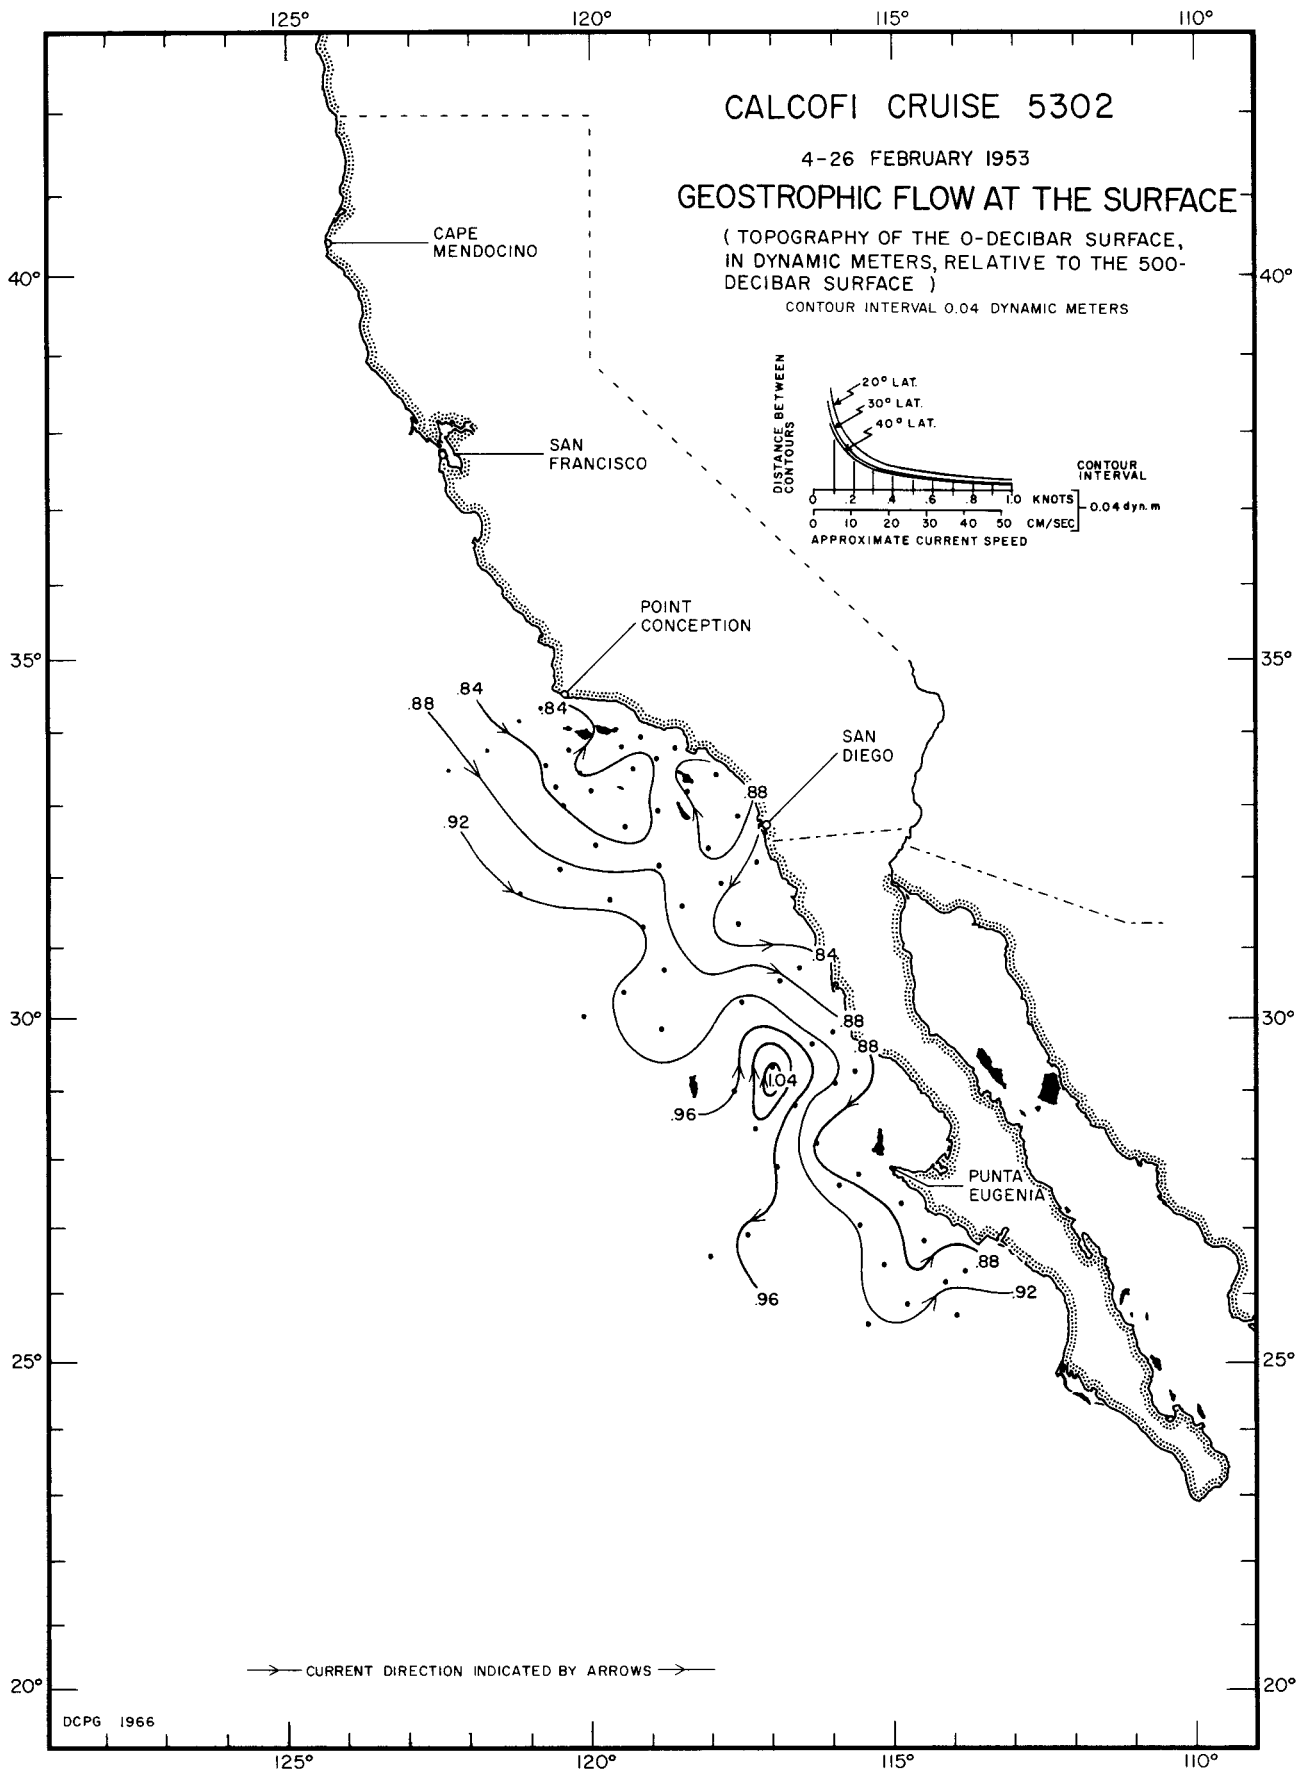 125° 120° 115° 110°
CALCOFI CRUISE 5302
4-26 FEBRUARY 1953
GEOSTROPHIC FLOW AT THE SURFACE
( TOPOGRAPHY OF THE 0-DECIBAR SURFACE,
IN DYNAMIC METERS, RELATIVE TO THE 500-
DECIBAR SURFACE )
CONTOUR INTERVAL 0.04 DYNAMIC METERS
CAPE
MENDOCINO
40° 40°
DISTANCE BETWEEN
CONTOURS
20° LAT.
30° LAT.
40° LAT.
CONTOUR
INTERVAL
0 .2 .4 .6 .8 1.0 KNOTS
0.04 dyn. m
0 10 20 30 40 50 CM/SEC
APPROXIMATE CURRENT SPEED
SAN
FRANCISCO
POINT
CONCEPTION
35° 35°
.84
.88
.84
SAN
DIEGO
.88
.92
.84
30° 30°
.88
.88
1.04
.96
PUNTA
EUGENIA
.88
.96
.92
25° 25°
CURRENT DIRECTION INDICATED BY ARROWS
20° 20°
DCPG 1966
125° 120° 115° 110°